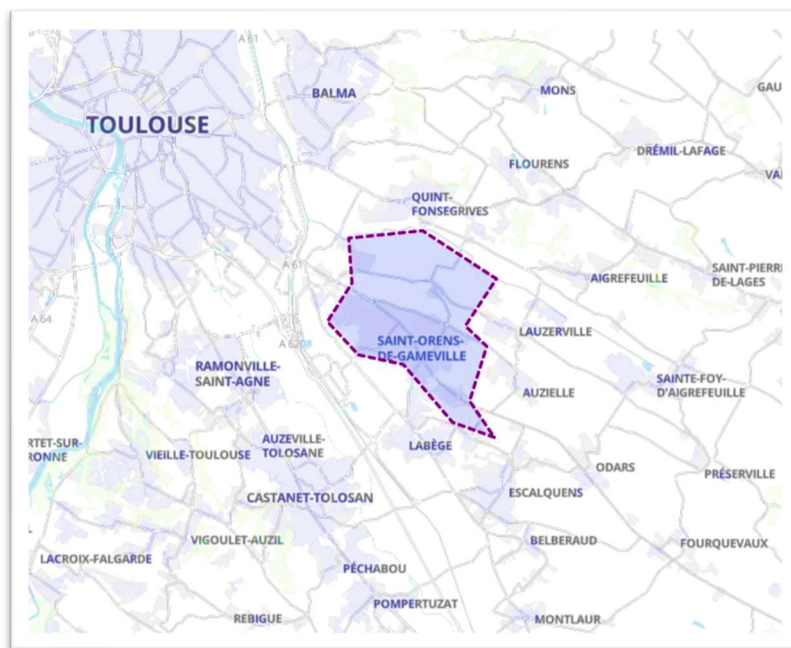 A 61
BALMA
MONS
GAU
TOULOUSE
DRÉMIL-LAFAGE
FLOURENS
VA
QUINT-
FONSEGRIVES
A 61
AIGREFEUILLE
SAINT-PIERR
DE-LAGES
A 64
LAUZERVILLE
A 620
SAINT-ORENS-
DE-GAMEVILLE
RAMONVILLE-
SAINT-AGNE
SAINTE-FOY-
D'AIGREFEUILLE
AUZIELLE
RTET-SUR-
RONNE
AUZEVILLE-
TOLOSANE
LABÈGE
VIEILLE-TOULOUSE
ODARS
PRÉSERVILLE
CASTANET-TOLOSAN
ESCALQUENS
VIGOULET-AUZIL
BELBERAUD
FOURQUEVAUX
LACROIX-FALGARDE
PÉCHABOU
POMPERTUZAT
REBIGUE
MONTLAUR